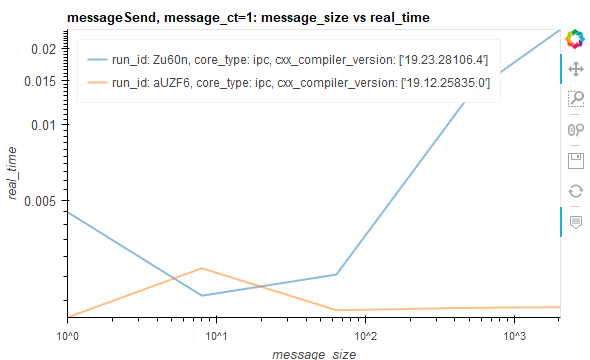 messageSend, message_ct=1: message_size vs real_time
run_id: Zu60n, core_type: ipc, cxx_compiler_version: ['19.23.28106.4']
run_id: aUZF6, core_type: ipc, cxx_compiler_version: ['19.12.25835.0']
0.02
0.015
0.01
0.005
real_time
10^0
10^1
10^2
10^3
message_size